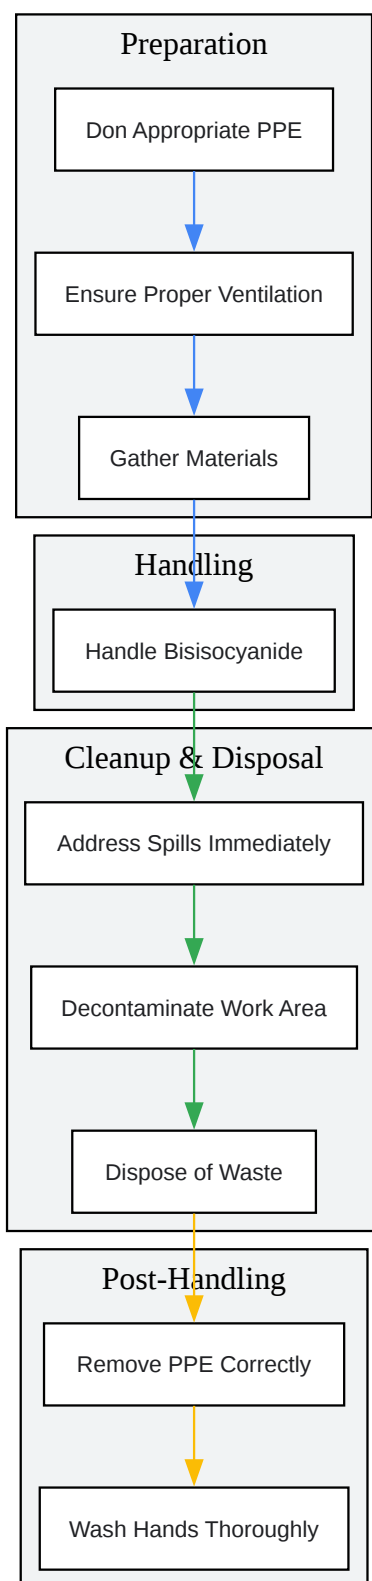 Preparation
Don Appropriate PPE
Ensure Proper Ventilation
Gather Materials
Handling
Handle Bisisocyanide
Cleanup & Disposal
Address Spills Immediately
Decontaminate Work Area
Dispose of Waste
Post-Handling
Remove PPE Correctly
Wash Hands Thoroughly